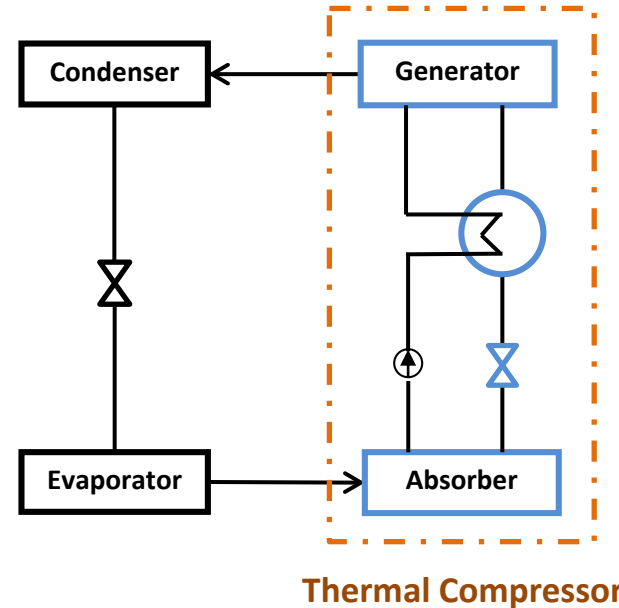 Condenser
Generator
Evaporator
Absorber
Thermal Compressor